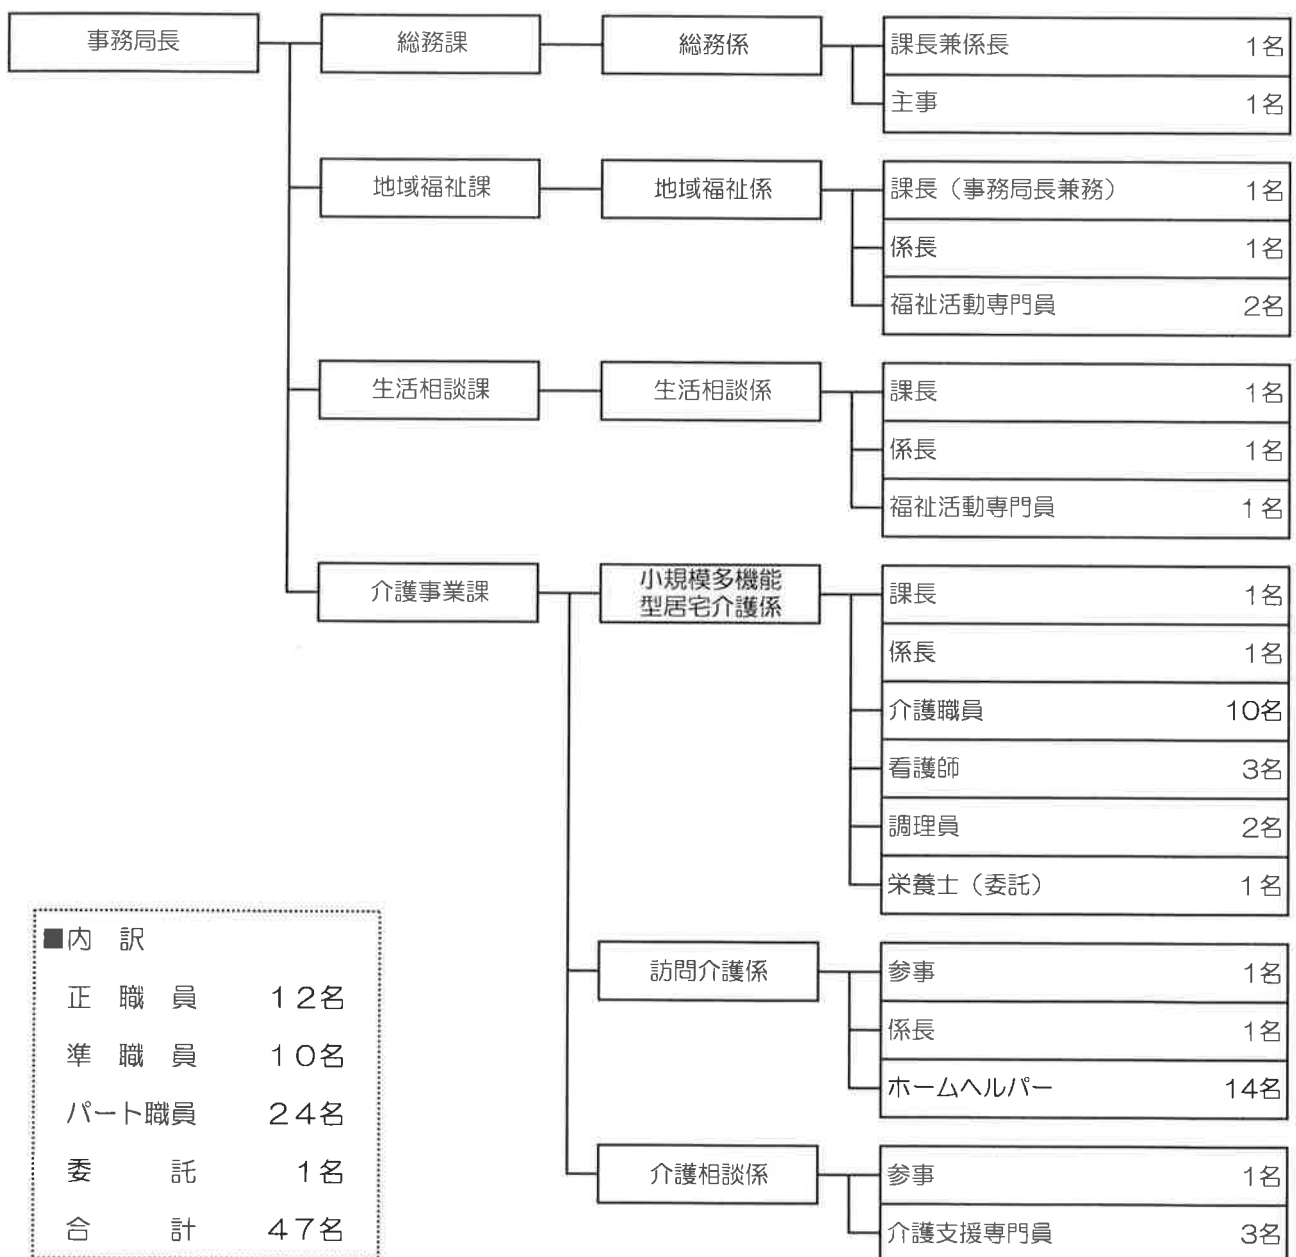 事務局長
総務課
総務係
課長兼係長 1名
主事 1名
地域福祉課
地域福祉係
課長（事務局長兼務） 1名
係長 1名
福祉活動専門員 2名
生活相談課
生活相談係
課長 1名
係長 1名
福祉活動専門員 1名
介護事業課
小規模多機能
型居宅介護係
課長 1名
係長 1名
介護職員 10名
看護師 3名
調理員 2名
栄養士（委託） 1名
訪問介護係
参事 1名
係長 1名
ホームヘルパー 14名
介護相談係
参事 1名
介護支援専門員 3名
■内 訳
正 職 員 １２名
準 職 員 １０名
パート職員 ２４名
委 託 １名
合 計 ４７名